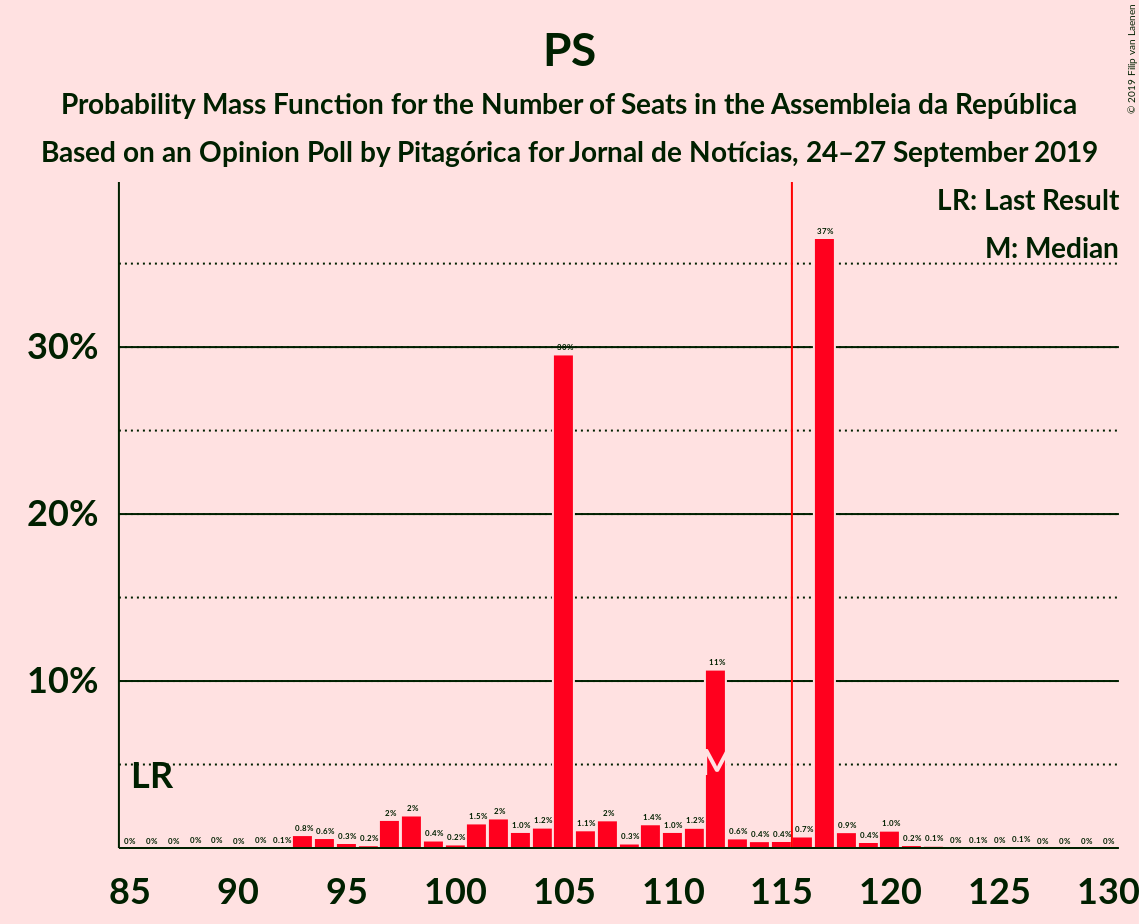 © 2019 Filip van Laenen
PS
Probability Mass Function for the Number of Seats in the Assembleia da República
Based on an Opinion Poll by Pitagórica for Jornal de Notícias, 24–27 September 2019
LR: Last Result
M: Median
37%
30%
30%
20%
11%
10%
M
LR
0% 0% 0% 0% 0% 0% 0% 0.1% 0.8% 0.6% 0.3% 0.2% 2% 2% 0.4% 0.2% 1.5% 2% 1.0% 1.2% 1.1% 2% 0.3% 1.4% 1.0% 1.2% 0.6% 0.4% 0.4% 0.7% 0.9% 0.4% 1.0% 0.2% 0.1% 0% 0.1% 0% 0.1% 0% 0% 0% 0%
85 90 95 100 105 110 115 120 125 130